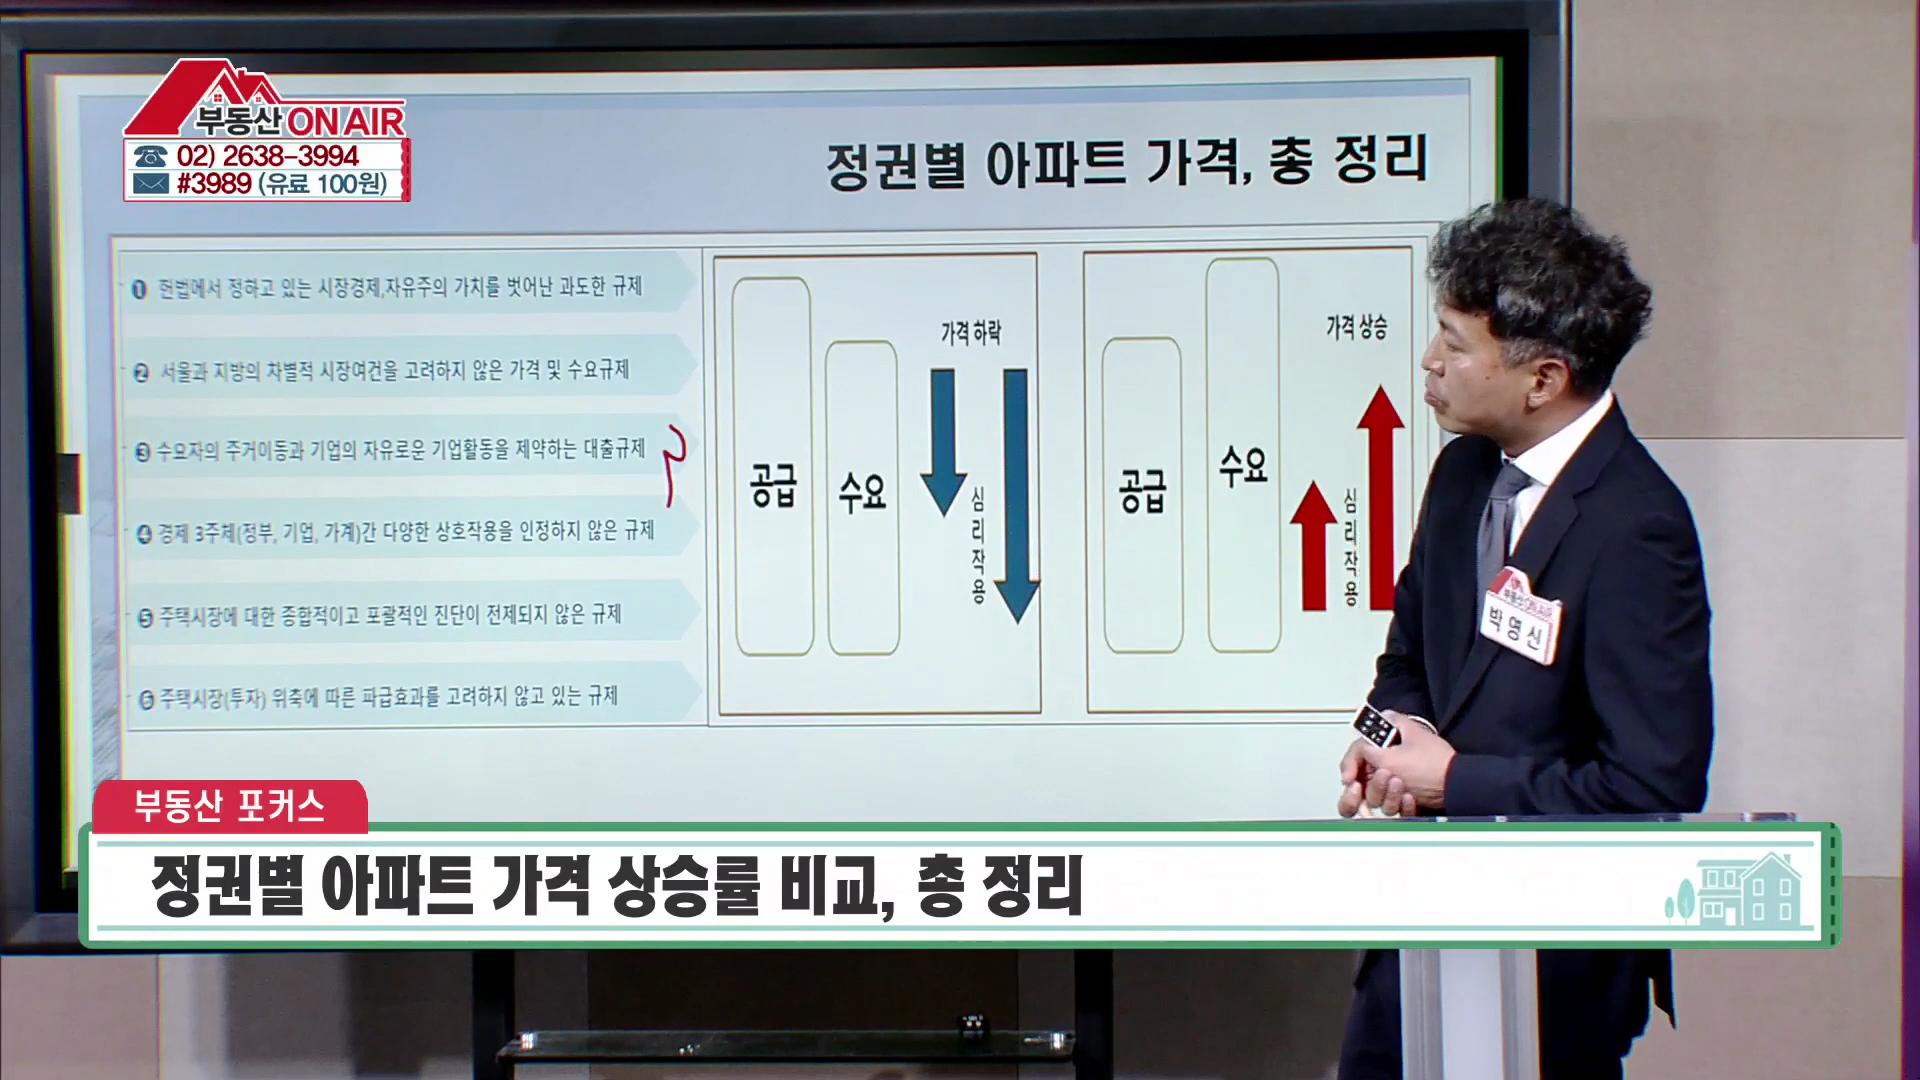 부동산 ON AIR
02) 2638-3994
#3989 (유료 100원)
정권별 아파트 가격, 총 정리
❶ 헌법에서 정하고 있는 시장경제,자유주의 가치를 벗어난 과도한 규제
❷ 서울과 지방의 차별적 시장여건을 고려하지 않은 가격 및 수요규제
❸ 수요자의 주거이동과 기업의 자유로운 기업활동을 제약하는 대출규제
❹ 경제 3주체(정부, 기업, 가계)간 다양한 상호작용을 인정하지 않은 규제
❺ 주택시장에 대한 종합적이고 포괄적인 진단이 전제되지 않은 규제
❻ 주택시장(투자) 위축에 따른 파급효과를 고려하지 않고 있는 규제
공급
수요
가격 하락
심리작용
공급
수요
가격 상승
심리작용
부동산 ON AIR
박영신
부동산 포커스
정권별 아파트 가격 상승률 비교, 총 정리